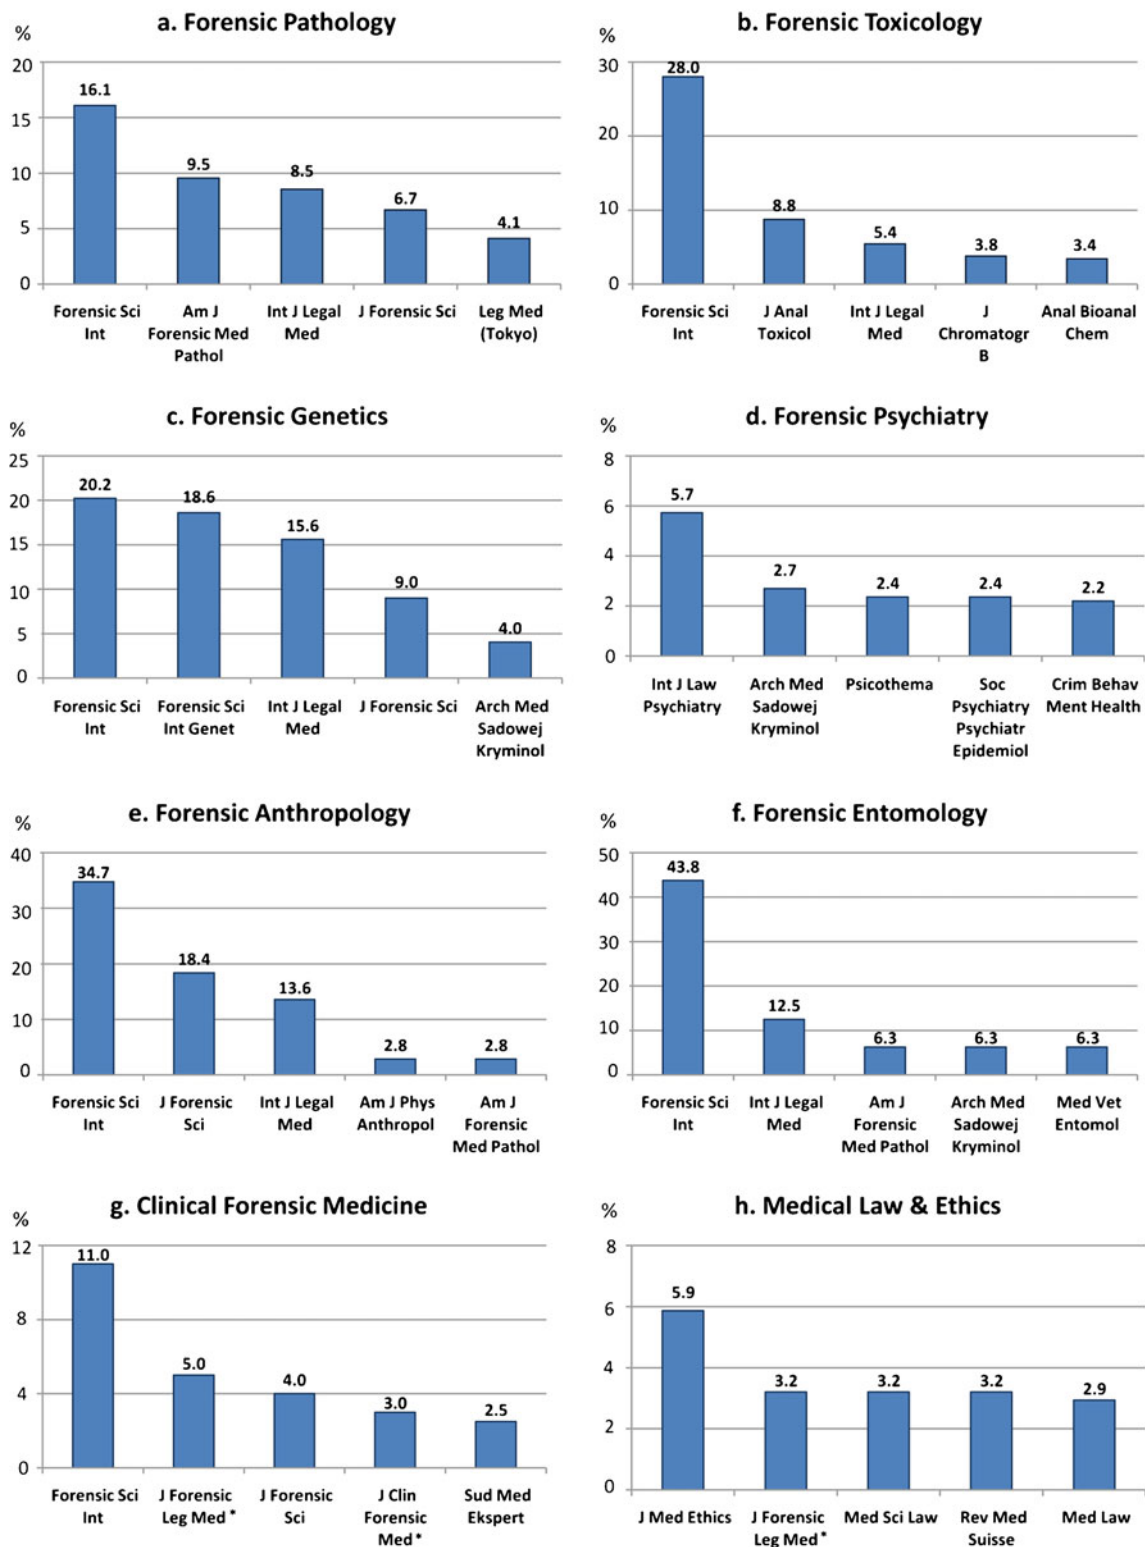 a. Forensic Pathology
%
20
15
10
5
0
16.1
9.5
8.5
6.7
4.1
Forensic Sci
Int
Am J
Forensic Med
Pathol
Int J Legal
Med
J Forensic Sci
Leg Med
(Tokyo)
b. Forensic Toxicology
%
30
20
10
0
28.0
8.8
5.4
3.8
3.4
Forensic Sci
Int
J Anal
Toxicol
Int J Legal
Med
J
Chromatogr
B
Anal Bioanal
Chem
c. Forensic Genetics
%
25
20
15
10
5
0
20.2
18.6
15.6
9.0
4.0
Forensic Sci
Int
Forensic Sci
Int Genet
Int J Legal
Med
J Forensic Sci
Arch Med
Sadowej
Kryminol
d. Forensic Psychiatry
%
8
6
4
2
0
5.7
2.7
2.4
2.4
2.2
Int J Law
Psychiatry
Arch Med
Sadowej
Kryminol
Psicothema
Soc
Psychiatry
Psychiatr
Epidemiol
Crim Behav
Ment Health
e. Forensic Anthropology
%
40
30
20
10
0
34.7
18.4
13.6
2.8
2.8
Forensic Sci
Int
J Forensic
Sci
Int J Legal
Med
Am J Phys
Anthropol
Am J
Forensic
Med Pathol
f. Forensic Entomology
%
50
40
30
20
10
0
43.8
12.5
6.3
6.3
6.3
Forensic Sci
Int
Int J Legal
Med
Am J
Forensic
Med Pathol
Arch Med
Sadowej
Kryminol
Med Vet
Entomol
g. Clinical Forensic Medicine
%
12
8
4
0
11.0
5.0
4.0
3.0
2.5
Forensic Sci
Int
J Forensic
Leg Med *
J Forensic
Sci
J Clin
Forensic
Med *
Sud Med
Ekspert
h. Medical Law & Ethics
%
8
6
4
2
0
5.9
3.2
3.2
3.2
2.9
J Med Ethics
J Forensic
Leg Med *
Med Sci Law
Rev Med
Suisse
Med Law